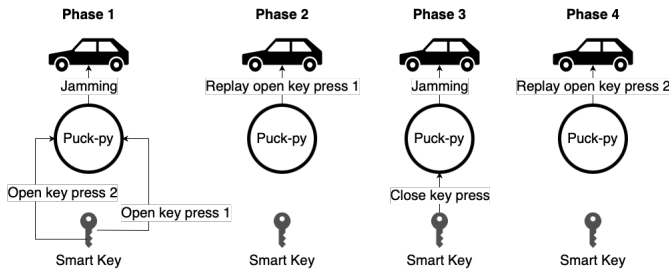 Phase 1
Phase 2
Phase 3
Phase 4
Jamming
Replay open key press 1
Jamming
Replay open key press 2
Puck-py
Puck-py
Puck-py
Puck-py
Open key press 2
Close key press
Open key press 1
Smart Key
Smart Key
Smart Key
Smart Key